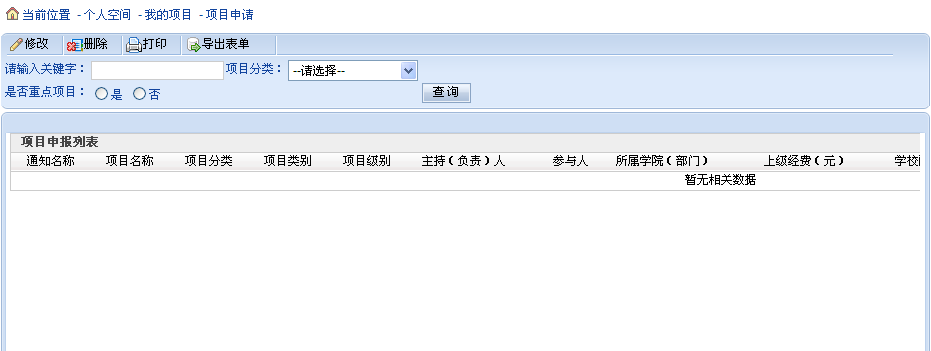 当前位置 - 个人空间 - 我的项目 - 项目申请
修改 删除 打印 导出表单
请输入关键字： 项目分类： --请选择--
是否重点项目： 是 否 查询
项目申报列表
通知名称 项目名称 项目分类 项目类别 项目级别 主持（负责）人 参与人 所属学院（部门） 上级经费（元） 学校
暂无相关数据